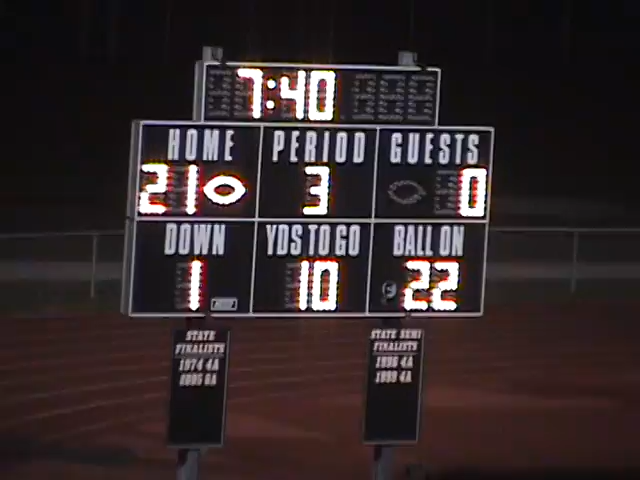 7:40
HOME PERIOD GUESTS
21 3 0
DOWN YDS TO GO BALL ON
1 10 22
STATE
FINALISTS
1974 4A
STATE SEMI
FINALISTS
1996 4A
1999 4A